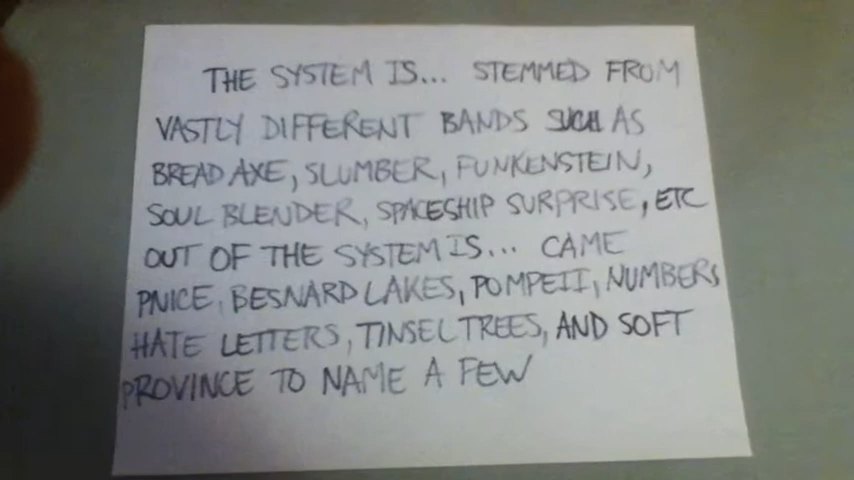 THE SYSTEM IS... STEMMED FROM
VASTLY DIFFERENT BANDS SUCH AS
BREAD AXE, SLUMBER, FUNKENSTEIN,
SOUL BLENDER, SPACESHIP SURPRISE, ETC
OUT OF THE SYSTEM IS... CAME
PNICE, BESNARD LAKES, POMPEII, NUMBERS
HATE LETTERS, TINSEL TREES, AND SOFT
PROVINCE TO NAME A FEW